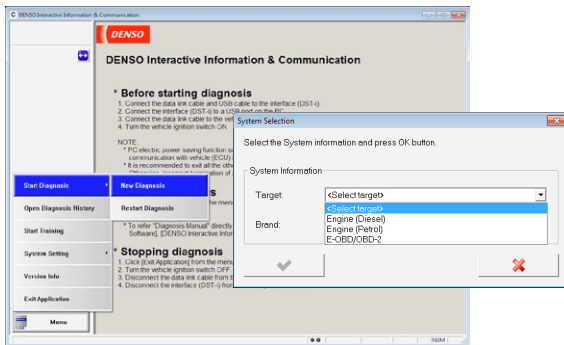 DENSO Interactive Information & Communication
DENSO
DENSO Interactive Information & Communication
* Before starting diagnosis
1. Connect the data link cable and USB cable to the interface (DST-i).
2. Connect the interface (DST-i) to a USB port on the PC.
3. Connect the data link cable to the
4. Turn the vehicle ignition switch ON.
NOTE:
* PC electric power saving function
communication with vehicle (ECU)
* It is recommended to exit all the
of
s
the
* To refer "Diagnosis Manual" directly
Software], [DENSO Interactive
* Stopping diagnosis
1. Click [Exit Application] from the menu
2. Turn the vehicle ignition switch OFF.
3. Disconnect the data link cable from
4. Disconnect the interface (DST-i) from
Start Diagnosis
New Diagnosis
Open Diagnosis History
Restart Diagnosis
Start Training
System Setting
Version Info
Exit Application
Menu
NUM
System Selection
Select the System information and press OK button.
System Information
Target:
<Select target>
<Select target>
Engine (Diesel)
Engine (Petrol)
E-OBD/OBD-2
Brand: